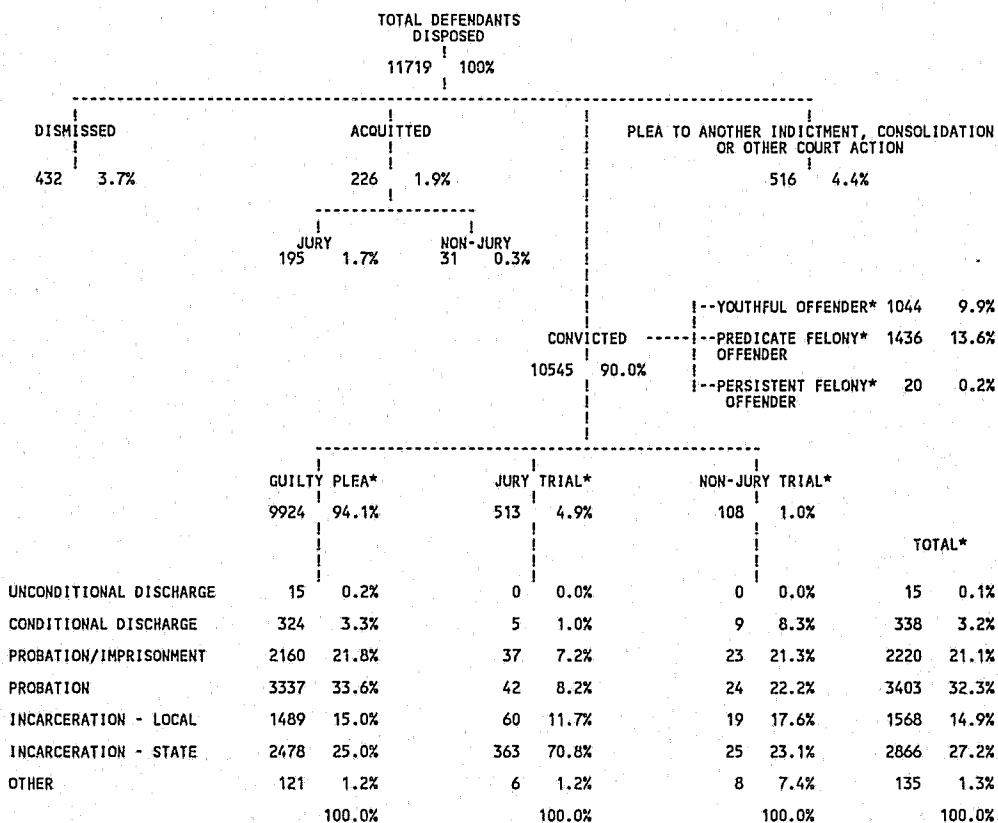 TOTAL DEFENDANTS
DISPOSED
11719 100%
DISMISSED ACQUITTED PLEA TO ANOTHER INDICTMENT, CONSOLIDATION
OR OTHER COURT ACTION
432 3.7% 226 1.9% 516 4.4%
JURY NON-JURY
195 1.7% 31 0.3%
--YOUTHFUL OFFENDER* 1044 9.9%
CONVICTED -----!--PREDICATE FELONY* 1436 13.6%
OFFENDER
10545 90.0%
--PERSISTENT FELONY* 20 0.2%
OFFENDER
GUILTY PLEA* JURY TRIAL* NON-JURY TRIAL*
9924 94.1% 513 4.9% 108 1.0%
TOTAL*
UNCONDITIONAL DISCHARGE 15 0.2% 0 0.0% 0 0.0% 15 0.1%
CONDITIONAL DISCHARGE 324 3.3% 5 1.0% 9 8.3% 338 3.2%
PROBATION/IMPRISONMENT 2160 21.8% 37 7.2% 23 21.3% 2220 21.1%
PROBATION 3337 33.6% 42 8.2% 24 22.2% 3403 32.3%
INCARCERATION - LOCAL 1489 15.0% 60 11.7% 19 17.6% 1568 14.9%
INCARCERATION - STATE 2478 25.0% 363 70.8% 25 23.1% 2866 27.2%
OTHER 121 1.2% 6 1.2% 8 7.4% 135 1.3%
100.0% 100.0% 100.0% 100.0%